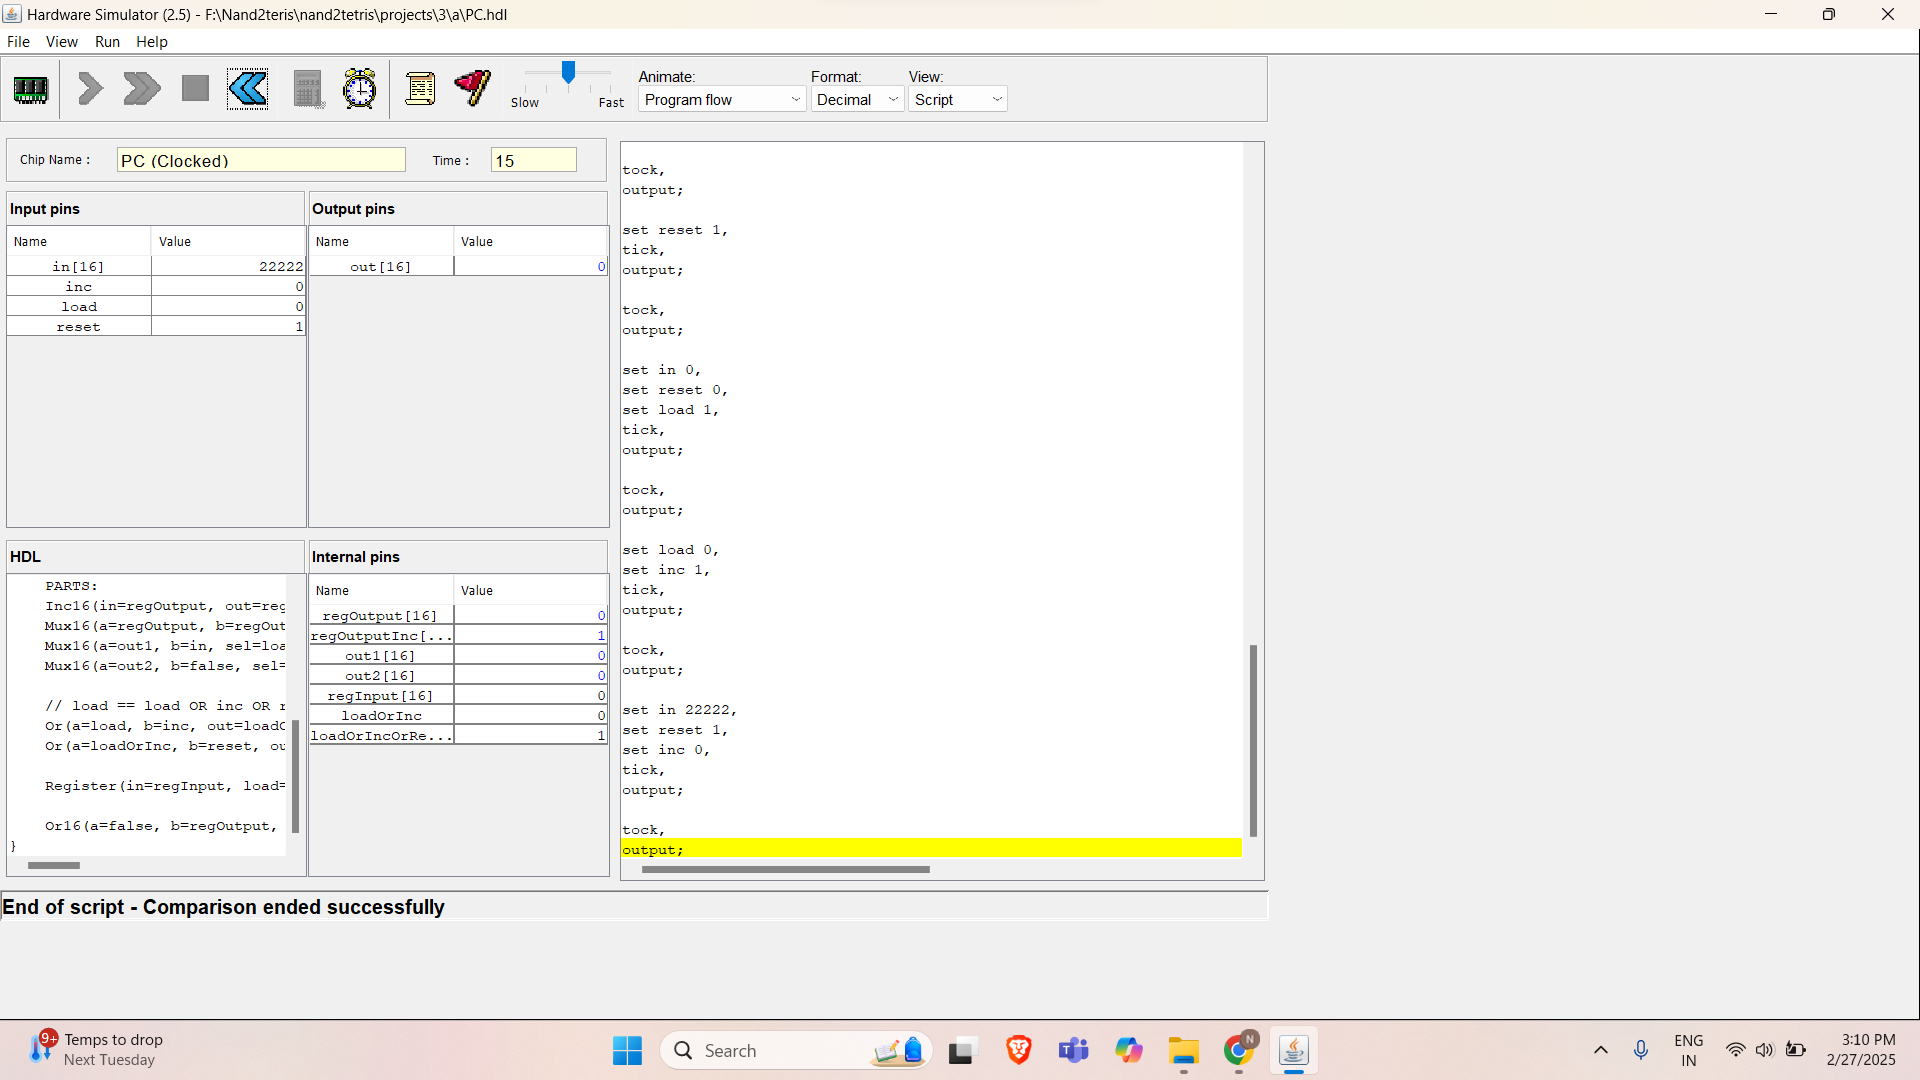 Hardware Simulator (2.5) - F:\Nand2teris\nand2tetris\projects\3\a\PC.hdl
File View Run Help
Slow Fast
Animate: Format: View:
Program flow Decimal Script
Chip Name : PC (Clocked) Time : 15
Input pins
Name Value
in[16] 22222
inc 0
load 0
reset 1
Output pins
Name Value
out[16] 0
HDL
PARTS:
Inc16(in=regOutput, out=reg
Mux16(a=regOutput, b=regOut
Mux16(a=out1, b=in, sel=loa
Mux16(a=out2, b=false, sel=
// load == load OR inc OR r
Or(a=load, b=inc, out=loadO
Or(a=loadOrInc, b=reset, ou
Register(in=regInput, load=
Or16(a=false, b=regOutput,
}
Internal pins
Name Value
regOutput[16] 0
regOutputInc[... 1
out1[16] 0
out2[16] 0
regInput[16] 0
loadOrInc 0
loadOrIncOrRe... 1
tock,
output;
set reset 1,
tick,
output;
tock,
output;
set in 0,
set reset 0,
set load 1,
tick,
output;
tock,
output;
set load 0,
set inc 1,
tick,
output;
tock,
output;
set in 22222,
set reset 1,
set inc 0,
tick,
output;
tock,
output;
End of script - Comparison ended successfully
9+
Temps to drop
Next Tuesday
Search
N
ENG
IN
3:10 PM
2/27/2025